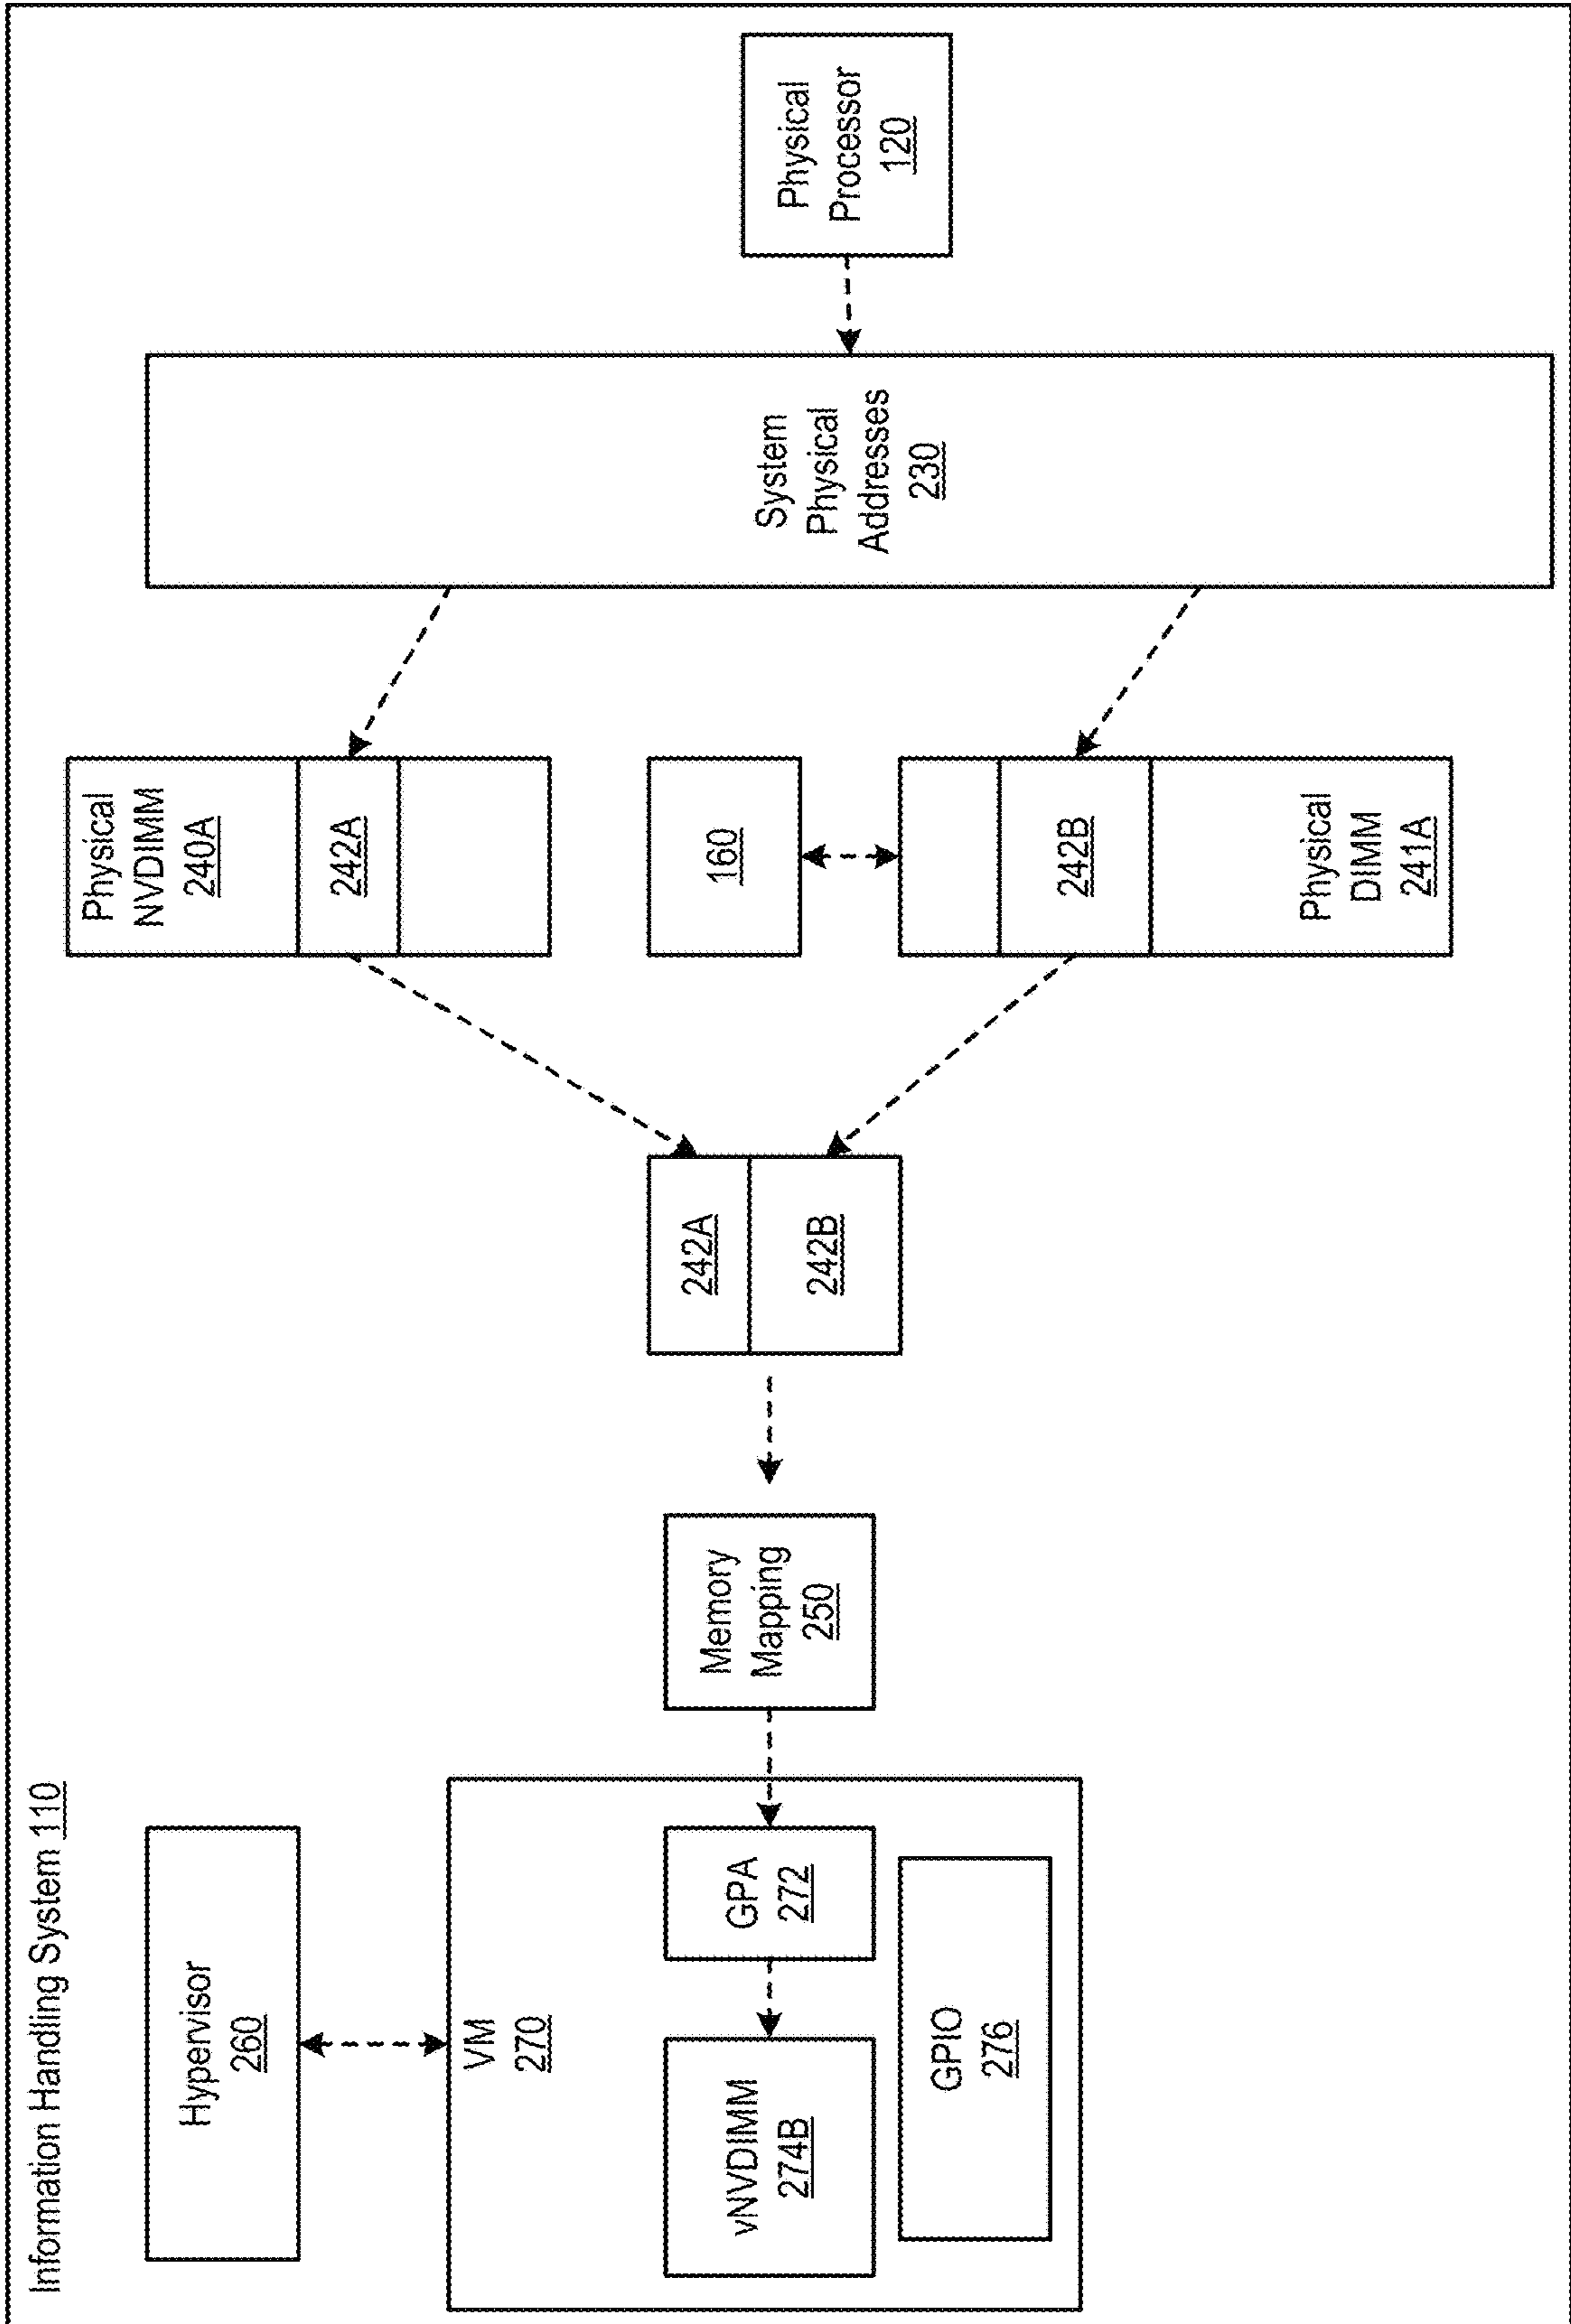 Information Handling System 110
Hypervisor
260
VM
270
vNVDIMM
274B
GPA
272
GPIO
276
Memory
Mapping
250
242A
242B
Physical
NVDIMM
240A
242A
160
242B
Physical
DIMM
241A
System
Physical
Addresses
230
Physical
Processor
120